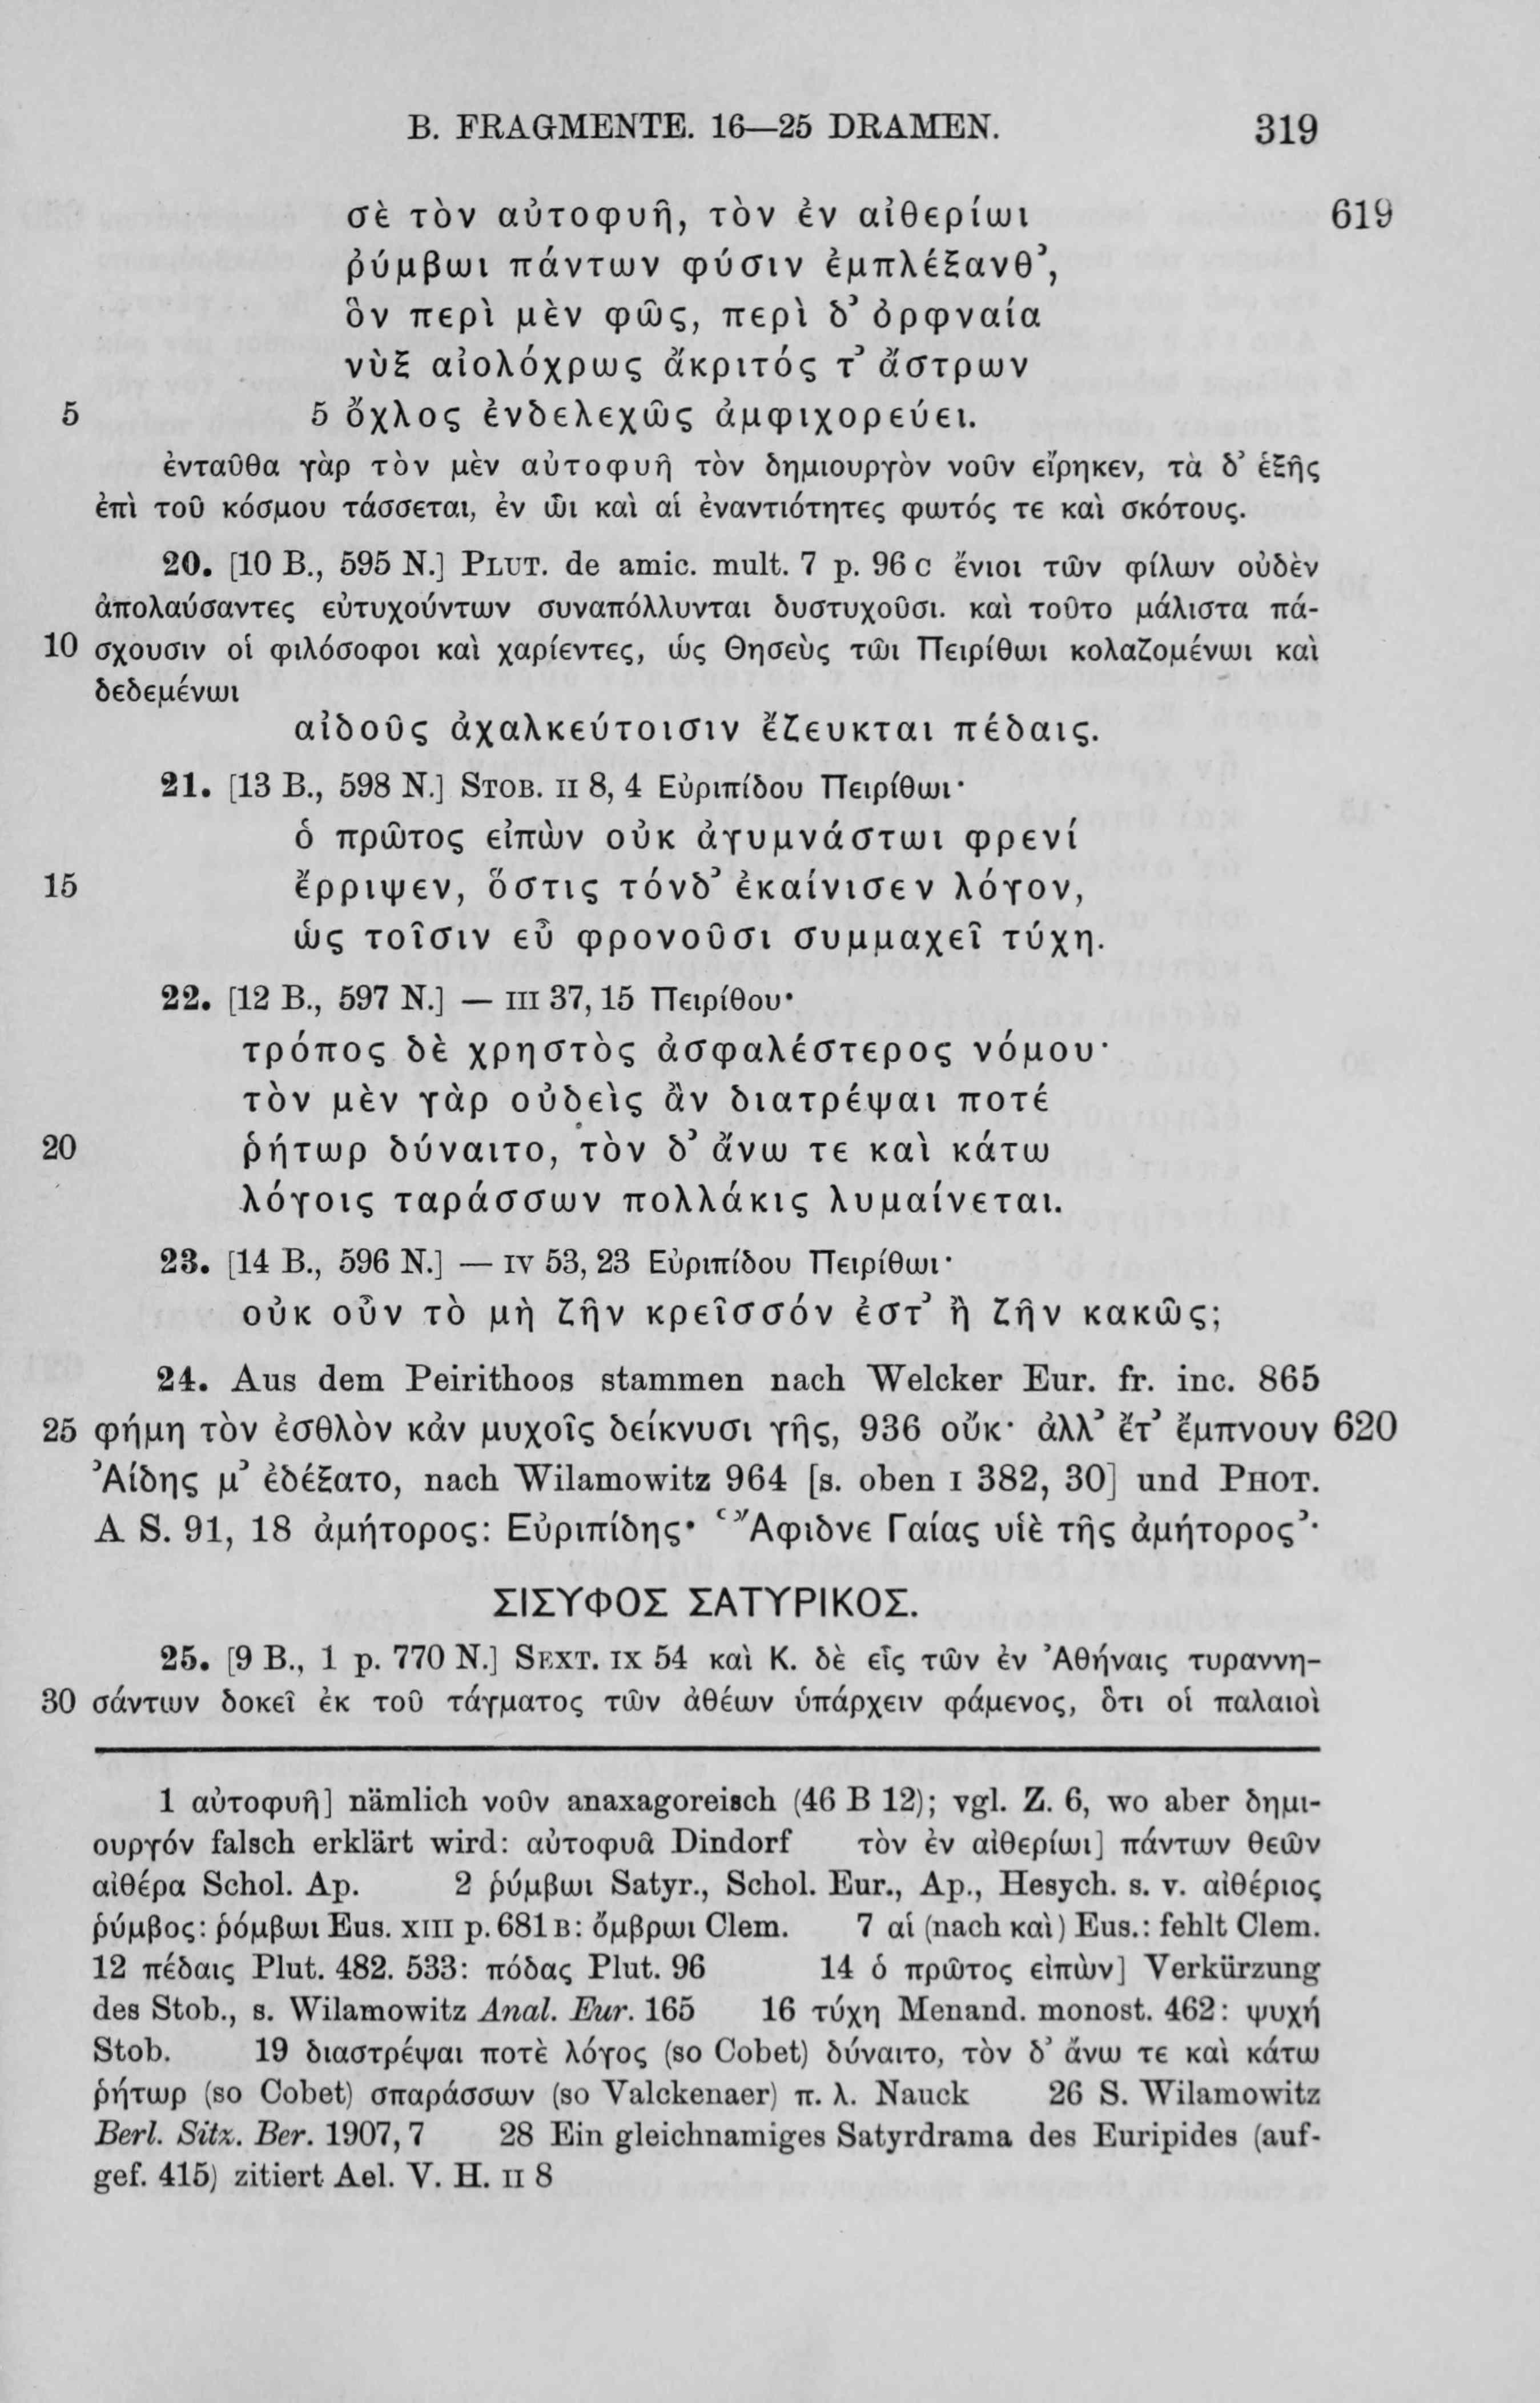 B. FRAGMENTE. 16—25 DRAMEN. 319
σὲ τὸν αὐτοφυῆ, τὸν ἐν αἰθερίωι 619
ῥύμβωι πάντων φύσιν ἐμπλέξανθ᾽,
ὃν περὶ μὲν φῶς, περὶ δ᾽ ὀρφναία
νὺξ αἰολόχρως ἄκριτός τ᾽ ἄστρων
5 5 ὄχλος ἐνδελεχῶς ἀμφιχορεύει.
ἐνταῦθα γὰρ τὸν μὲν αὐτοφυῆ τὸν δημιουργὸν νοῦν εἴρηκεν, τὰ δ᾽ ἑξῆς
ἐπὶ τοῦ κόσμου τάσσεται, ἐν ὧι καὶ αἱ ἐναντιότητες φωτός τε καὶ σκότους.
20. [10 B., 595 N.] PLUT. de amic. mult. 7 p. 96 c ἔνιοι τῶν φίλων οὐδὲν
ἀπολαύσαντες εὐτυχούντων συναπόλλυνται δυστυχοῦσι. καὶ τοῦτο μάλιστα πά-
10 σχουσιν οἱ φιλόσοφοι καὶ χαρίεντες, ὡς Θησεὺς τῶι Πειρίθωι κολαζομένωι καὶ
δεδεμένωι
αἰδοῦς ἀχαλκεύτοισιν ἔζευκται πέδαις.
21. [13 B., 598 N.] STOB. II 8, 4 Εὐριπίδου Πειρίθωι·
ὁ πρῶτος εἰπὼν οὐκ ἀγυμνάστωι φρενί
15 ἔρριψεν, ὅστις τόνδ᾽ ἐκαίνισεν λόγον,
ὡς τοῖσιν εὖ φρονοῦσι συμμαχεῖ τύχη.
22. [12 B., 597 N.] — III 37, 15 Πειρίθου·
τρόπος δὲ χρηστὸς ἀσφαλέστερος νόμου·
τὸν μὲν γὰρ οὐδεὶς ἂν διατρέψαι ποτέ
20 ῥήτωρ δύναιτο, τὸν δ᾽ ἄνω τε καὶ κάτω
λόγοις ταράσσων πολλάκις λυμαίνεται.
23. [14 B., 596 N.] — IV 53, 23 Εὐριπίδου Πειρίθωι·
οὐκ οὖν τὸ μὴ ζῆν κρεῖσσόν ἐστ᾽ ἢ ζῆν κακῶς;
24. Aus dem Peirithoos stammen nach Welcker Eur. fr. inc. 865
25 φήμη τὸν ἐσθλὸν κἀν μυχοῖς δείκνυσι γῆς, 936 οὔκ· ἀλλ᾽ ἔτ᾽ ἔμπνουν 620
Ἀίδης μ᾽ ἐδέξατο, nach Wilamowitz 964 [s. oben I 382, 30] und PHOT.
A S. 91, 18 ἀμήτορος: Εὐριπίδης· ‘Ἄφιδνε Γαίας υἱὲ τῆς ἀμήτορος’·
ΣΙΣΥΦΟΣ ΣΑΤΥΡΙΚΟΣ.
25. [9 B., 1 p. 770 N.] SEXT. IX 54 καὶ Κ. δὲ εἷς τῶν ἐν Ἀθήναις τυραννη-
30 σάντων δοκεῖ ἐκ τοῦ τάγματος τῶν ἀθέων ὑπάρχειν φάμενος, ὅτι οἱ παλαιοὶ
1 αὐτοφυῆ] nämlich νοῦν anaxagoreisch (46 B 12); vgl. Z. 6, wo aber δημι-
ουργόν falsch erklärt wird: αὐτοφυᾶ Dindorf τὸν ἐν αἰθερίωι] πάντων θεῶν
αἰθέρα Schol. Ap. 2 ῥύμβωι Satyr., Schol. Eur., Ap., Hesych. s. v. αἰθέριος
ῥύμβος: ῥόμβωι Eus. XIII p. 681 B: ὄμβρωι Clem. 7 αἱ (nach καὶ) Eus.: fehlt Clem.
12 πέδαις Plut. 482. 533: πόδας Plut. 96 14 ὁ πρῶτος εἰπὼν] Verkürzung
des Stob., s. Wilamowitz Anal. Eur. 165 16 τύχη Menand. monost. 462: ψυχή
Stob. 19 διαστρέψαι ποτὲ λόγος (so Cobet) δύναιτο, τὸν δ᾽ ἄνω τε καὶ κάτω
ῥήτωρ (so Cobet) σπαράσσων (so Valckenaer) π. λ. Nauck 26 S. Wilamowitz
Berl. Sitz. Ber. 1907, 7 28 Ein gleichnamiges Satyrdrama des Euripides (auf-
gef. 415) zitiert Ael. V. H. II 8